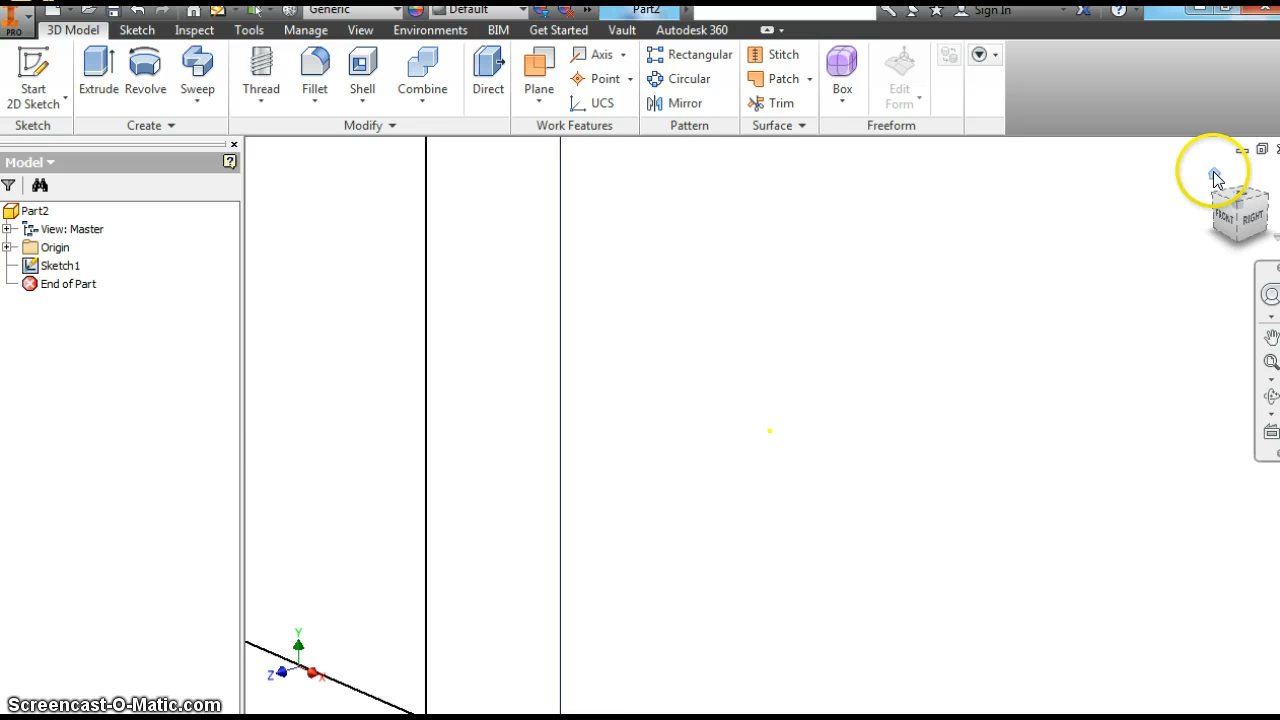 Generic Default Part2 Sign In
PRO 3D Model Sketch Inspect Tools Manage View Environments BIM Get Started Vault Autodesk 360
Start 2D Sketch
Extrude Revolve Sweep
Thread Fillet Shell Combine Direct
Plane Axis Point UCS
Rectangular Circular Mirror
Stitch Patch Trim
Box Edit Form
Sketch Create Modify Work Features Pattern Surface Freeform
Model
Part2
View: Master
Origin
Sketch1
End of Part
FRONT RIGHT
Y
Z X
Screencast-O-Matic.com